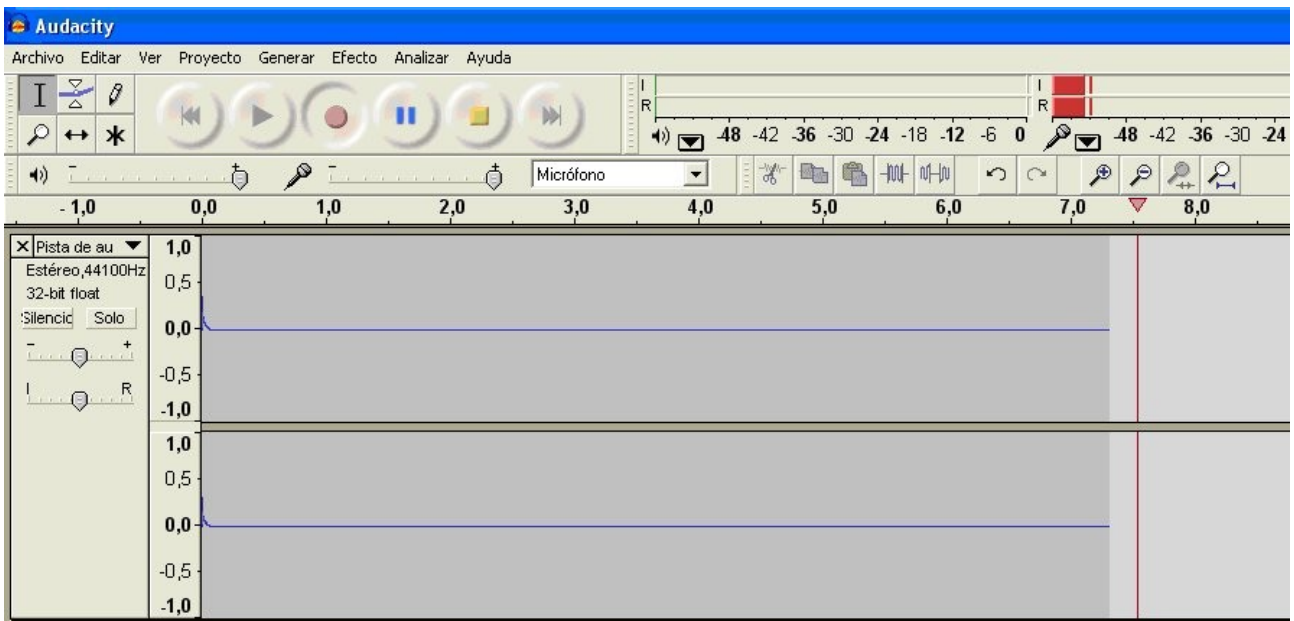 Audacity
Archivo Editar Ver Proyecto Generar Efecto Analizar Ayuda
I
R
-48 -42 -36 -30 -24 -18 -12 -6 0
I
R
-48 -42 -36 -30 -24
- + - + Micrófono
- 1,0 0,0 1,0 2,0 3,0 4,0 5,0 6,0 7,0 8,0
X Pista de au
Estéreo,44100Hz
32-bit float
Silencio Solo
- +
I R
1,0
0,5
0,0
-0,5
-1,0
1,0
0,5
0,0
-0,5
-1,0